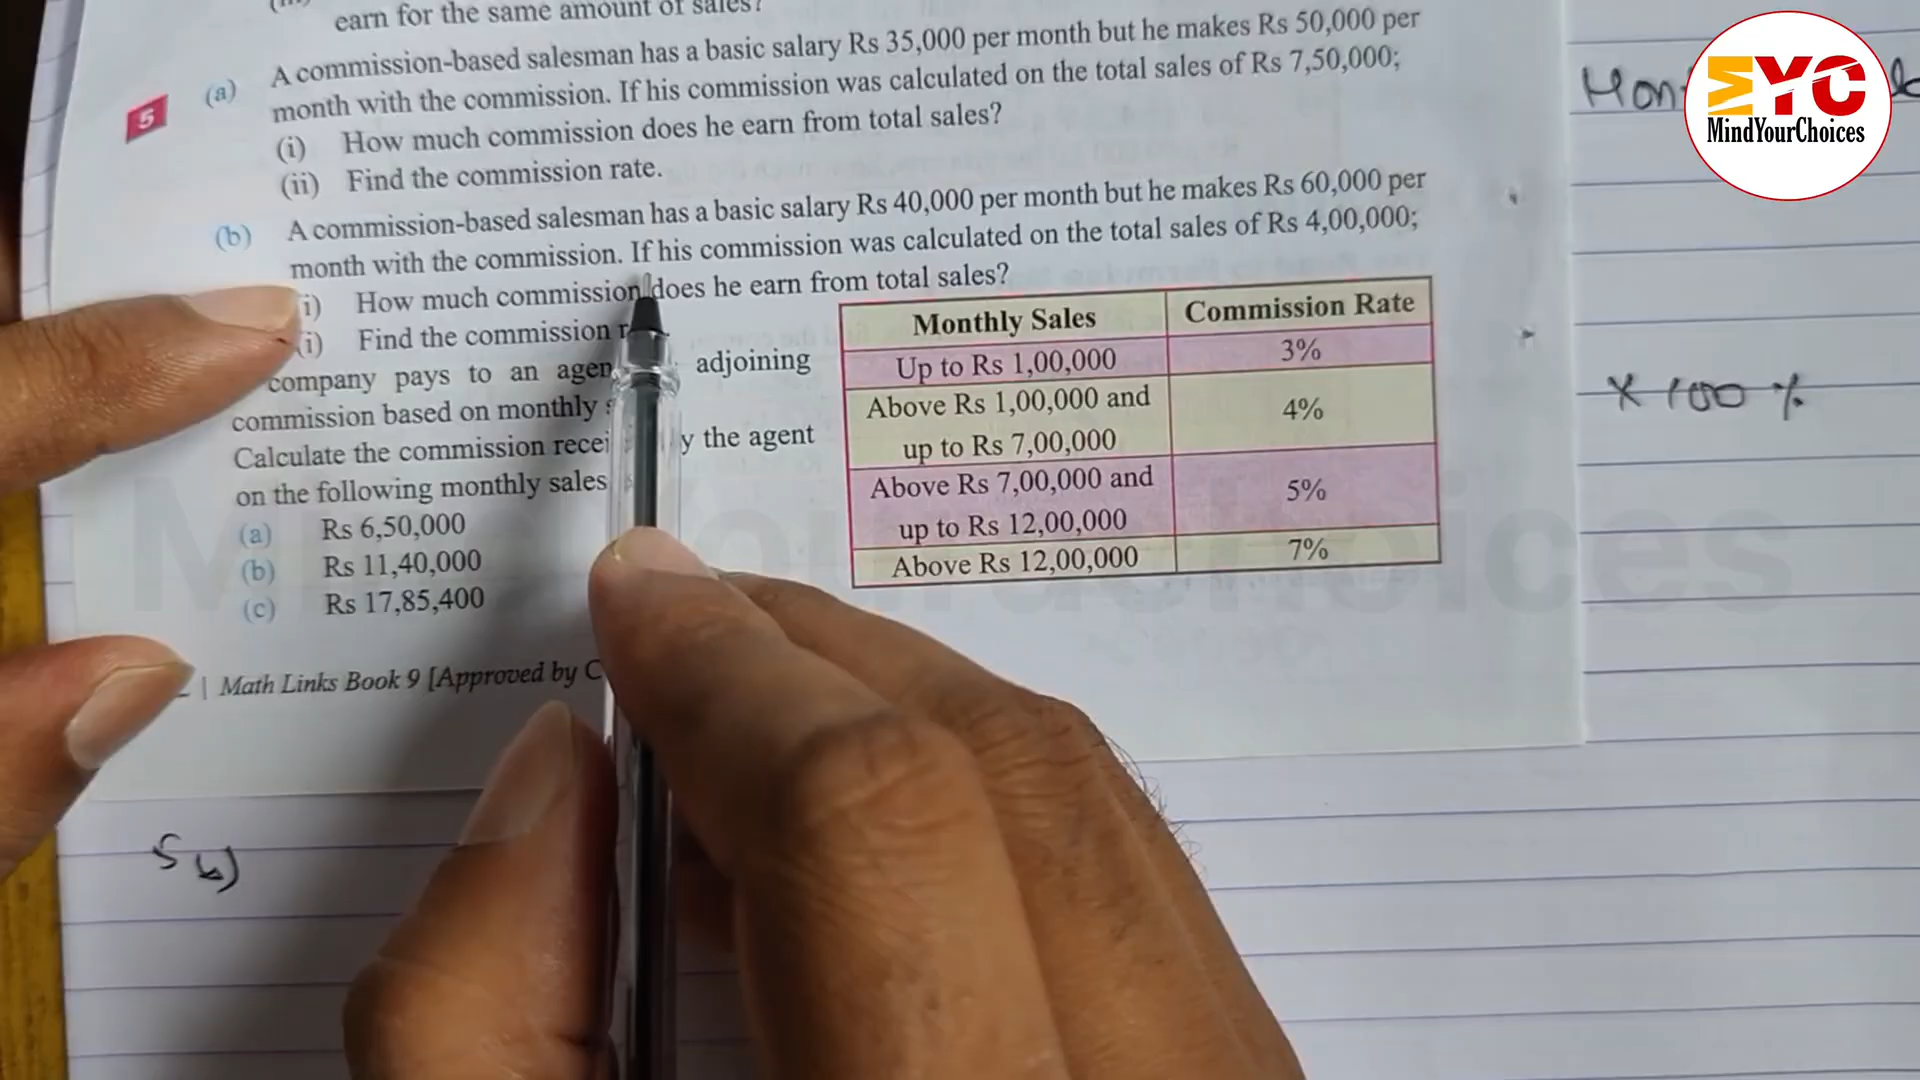 earn for the same amount of sales?
5 (a) A commission-based salesman has a basic salary Rs 35,000 per month but he makes Rs 50,000 per
month with the commission. If his commission was calculated on the total sales of Rs 7,50,000;
(i) How much commission does he earn from total sales?
(ii) Find the commission rate.
(b) A commission-based salesman has a basic salary Rs 40,000 per month but he makes Rs 60,000 per
month with the commission. If his commission was calculated on the total sales of Rs 4,00,000;
i) How much commission does he earn from total sales?
i) Find the commission
company pays to an adjoining
commission based on monthly
Calculate the commission y the agent
on the following monthly sales
(a) Rs 6,50,000
(b) Rs 11,40,000
(c) Rs 17,85,400
Monthly Sales Commission Rate
Up to Rs 1,00,000 3%
Above Rs 1,00,000 and
up to Rs 7,00,000 4%
Above Rs 7,00,000 and
up to Rs 12,00,000 5%
Above Rs 12,00,000 7%
| Math Links Book 9 [Approved by C
5 b)
x 100 %
MYC
MindYourChoices
MindYourChoices